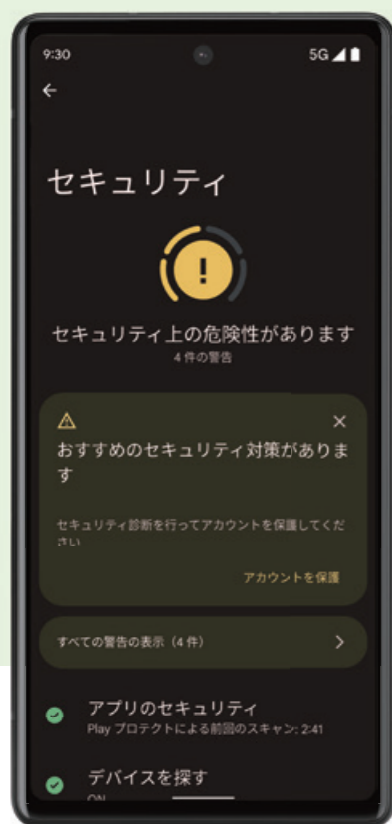 9:30
5G
セキュリティ
セキュリティ上の危険性があります
4 件の警告
おすすめのセキュリティ対策がありま
す
セキュリティ診断を行ってアカウントを保護してくだ
さい
アカウントを保護
すべての警告の表示（4 件）
アプリのセキュリティ
Play プロテクトによる前回のスキャン: 2:41
デバイスを探す
ON